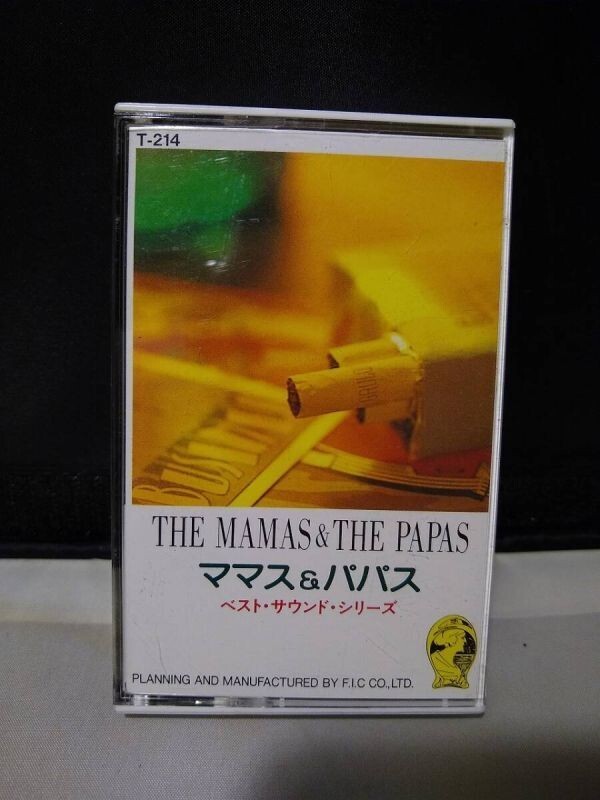 T-214
THE MAMAS & THE PAPAS
ママス&パパス
ベスト・サウンド・シリーズ
PLANNING AND MANUFACTURED BY F.I.C CO.,LTD.